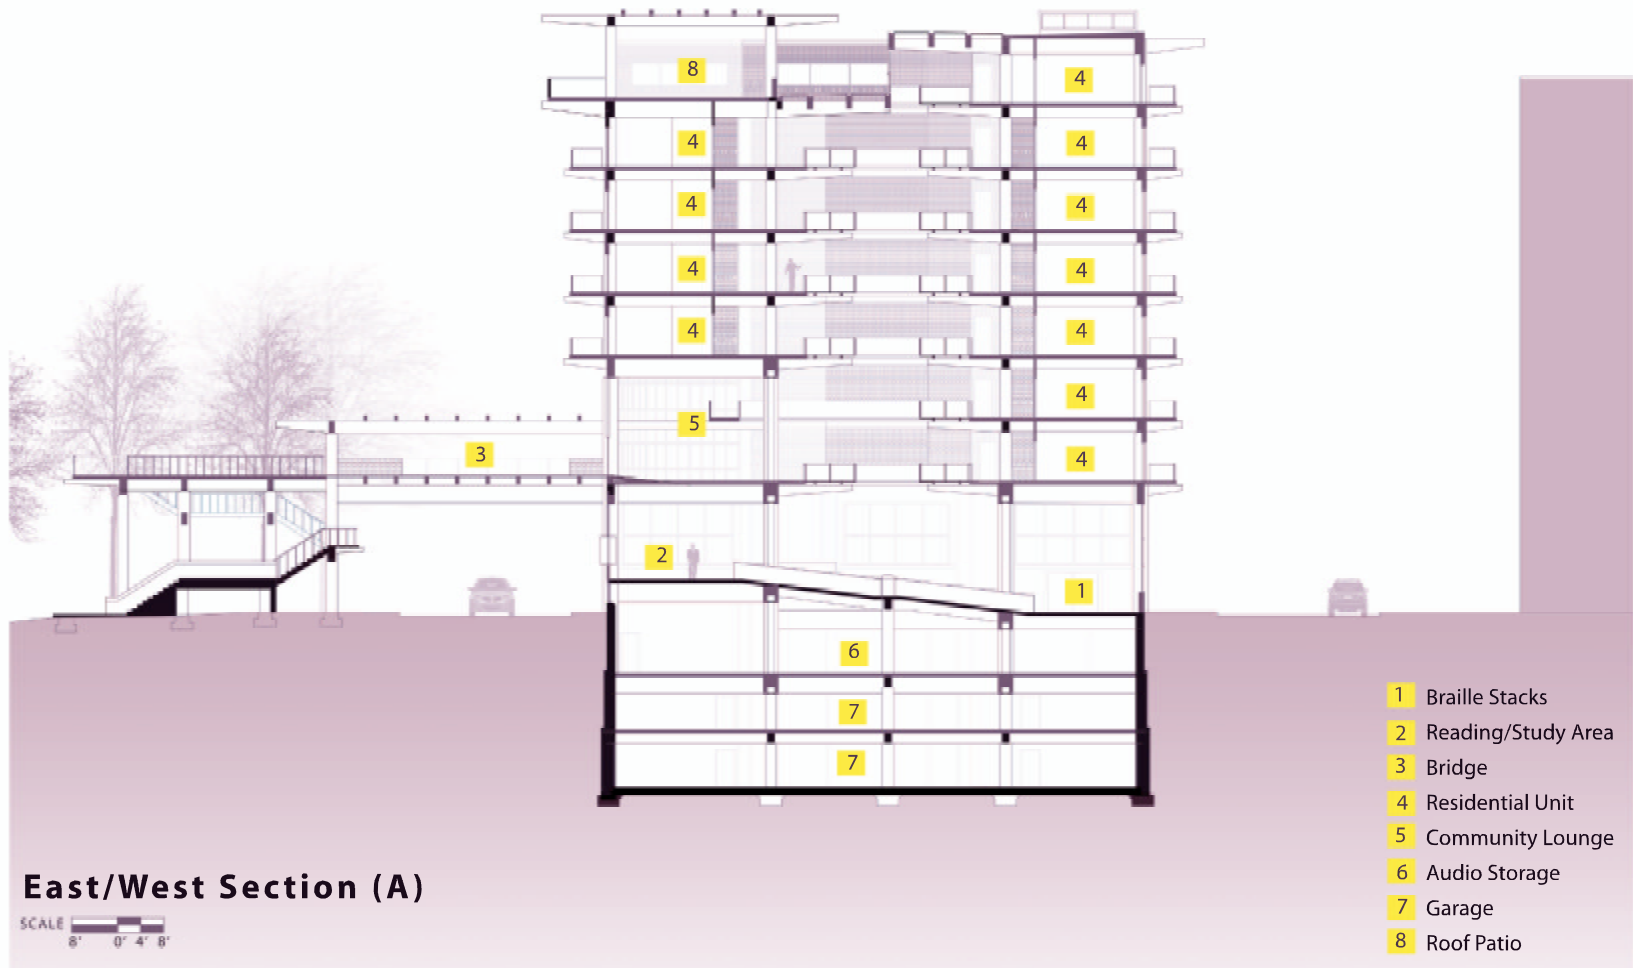 8
4
4
4
4
4
4
4
4
4
5
4
3
4
2
1
6
7
7
1 Braille Stacks
2 Reading/Study Area
3 Bridge
4 Residential Unit
5 Community Lounge
6 Audio Storage
7 Garage
8 Roof Patio
East/West Section (A)
SCALE
8' 0' 4' 8'